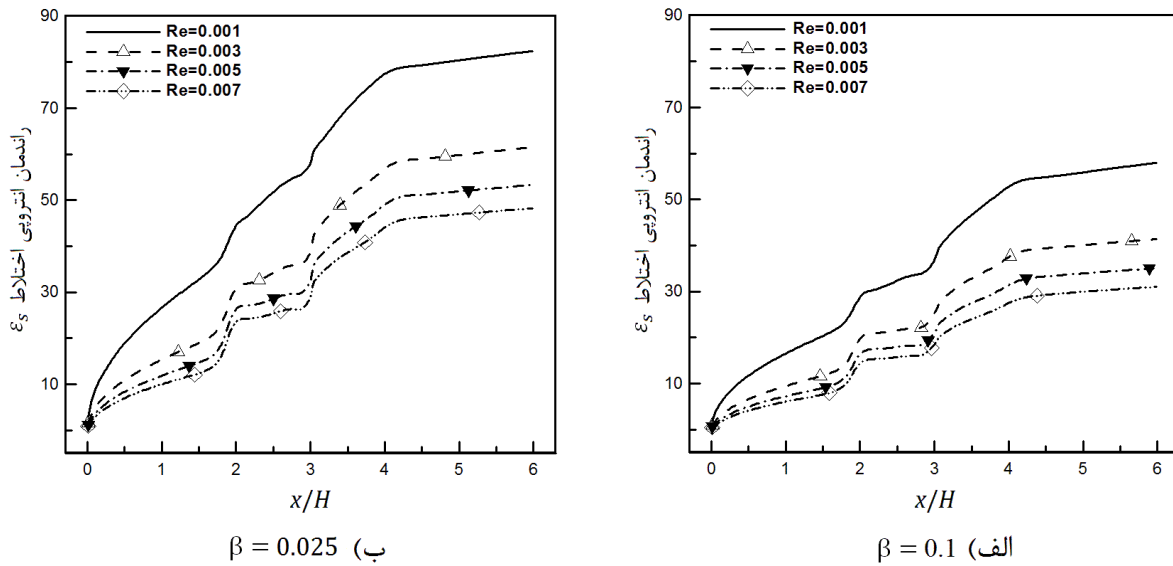 90
70
50
30
10
0 1 2 3 4 5 6
Re=0.001
Re=0.003
Re=0.005
Re=0.007
راندمان انتروپی اختلاط εs
x/H
ب) β = 0.025
90
70
50
30
10
0 1 2 3 4 5 6
Re=0.001
Re=0.003
Re=0.005
Re=0.007
راندمان انتروپی اختلاط εs
x/H
الف) β = 0.1